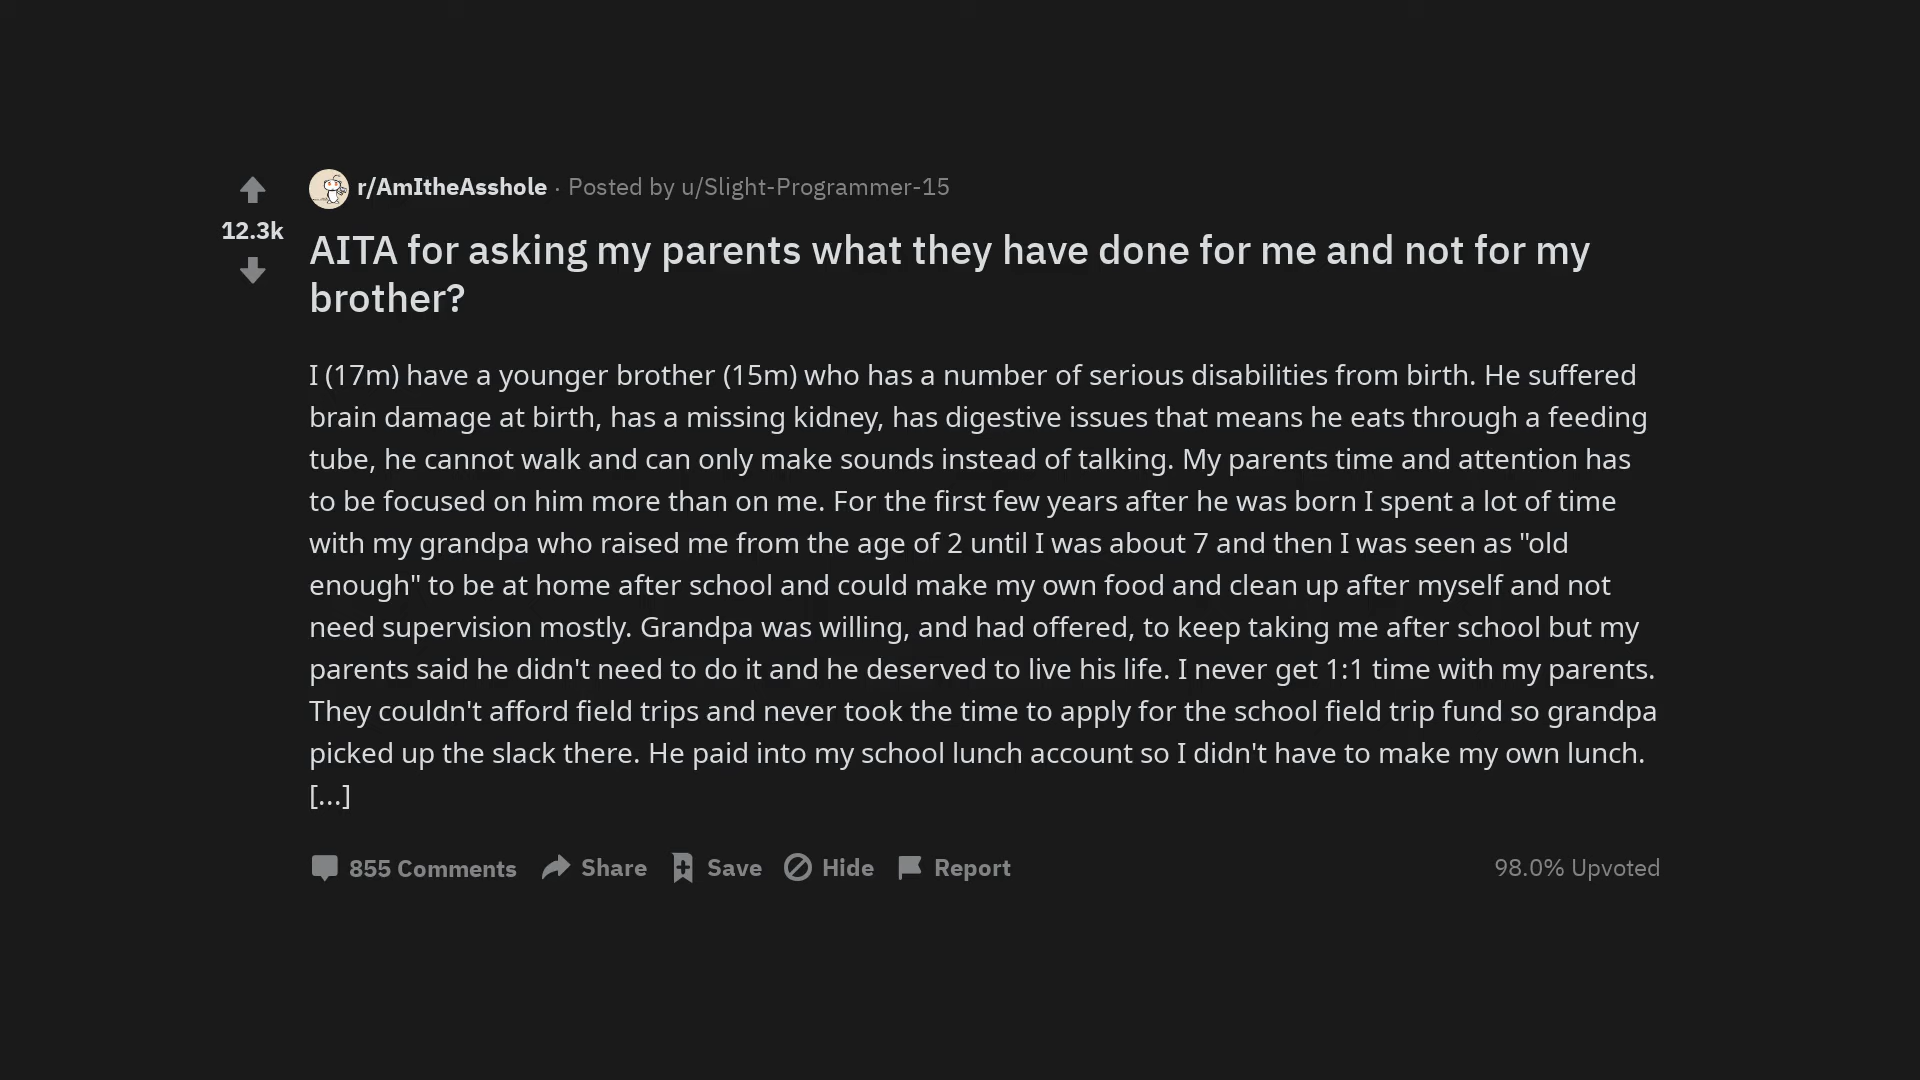 r/AmItheAsshole · Posted by u/Slight-Programmer-15
12.3k
AITA for asking my parents what they have done for me and not for my
brother?
I (17m) have a younger brother (15m) who has a number of serious disabilities from birth. He suffered
brain damage at birth, has a missing kidney, has digestive issues that means he eats through a feeding
tube, he cannot walk and can only make sounds instead of talking. My parents time and attention has
to be focused on him more than on me. For the first few years after he was born I spent a lot of time
with my grandpa who raised me from the age of 2 until I was about 7 and then I was seen as "old
enough" to be at home after school and could make my own food and clean up after myself and not
need supervision mostly. Grandpa was willing, and had offered, to keep taking me after school but my
parents said he didn't need to do it and he deserved to live his life. I never get 1:1 time with my parents.
They couldn't afford field trips and never took the time to apply for the school field trip fund so grandpa
picked up the slack there. He paid into my school lunch account so I didn't have to make my own lunch.
[...]
855 Comments Share Save Hide Report 98.0% Upvoted